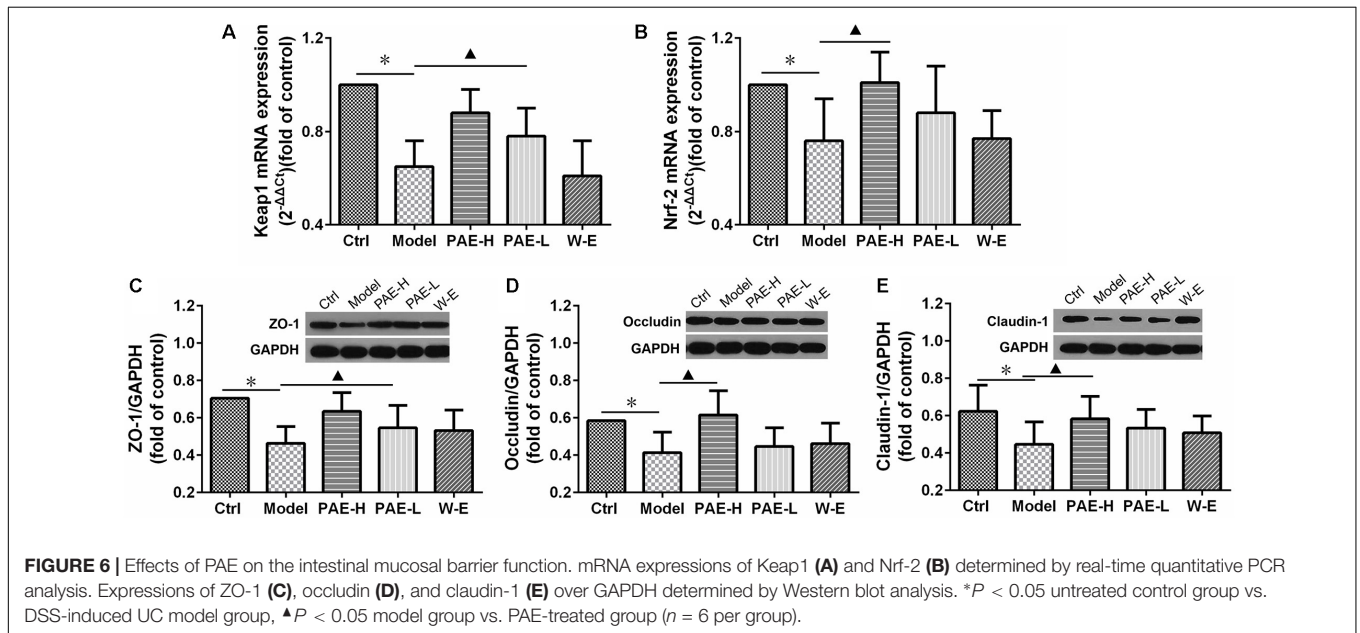 A
Keap1 mRNA expression
(2-ΔΔCt)(fold of control)
1.2
0.8
0.4
*
▲
Ctrl Model PAE-H PAE-L W-E
B
Nrf-2 mRNA expression
(2-ΔΔCt)(fold of control)
1.2
0.8
0.4
*
▲
Ctrl Model PAE-H PAE-L W-E
C
ZO-1/GAPDH
(fold of control)
1.2
1.0
0.8
0.6
0.4
0.2
Ctrl Model PAE-H PAE-L W-E
ZO-1
GAPDH
*
▲
Ctrl Model PAE-H PAE-L W-E
D
Occludin/GAPDH
(fold of control)
1.2
1.0
0.8
0.6
0.4
0.2
Ctrl Model PAE-H PAE-L W-E
Occludin
GAPDH
*
▲
Ctrl Model PAE-H PAE-L W-E
E
Claudin-1/GAPDH
(fold of control)
1.2
1.0
0.8
0.6
0.4
0.2
Ctrl Model PAE-H PAE-L W-E
Claudin-1
GAPDH
*
▲
Ctrl Model PAE-H PAE-L W-E
FIGURE 6 | Effects of PAE on the intestinal mucosal barrier function. mRNA expressions of Keap1 (A) and Nrf-2 (B) determined by real-time quantitative PCR
analysis. Expressions of ZO-1 (C), occludin (D), and claudin-1 (E) over GAPDH determined by Western blot analysis. *P < 0.05 untreated control group vs.
DSS-induced UC model group, ▲P < 0.05 model group vs. PAE-treated group (n = 6 per group).